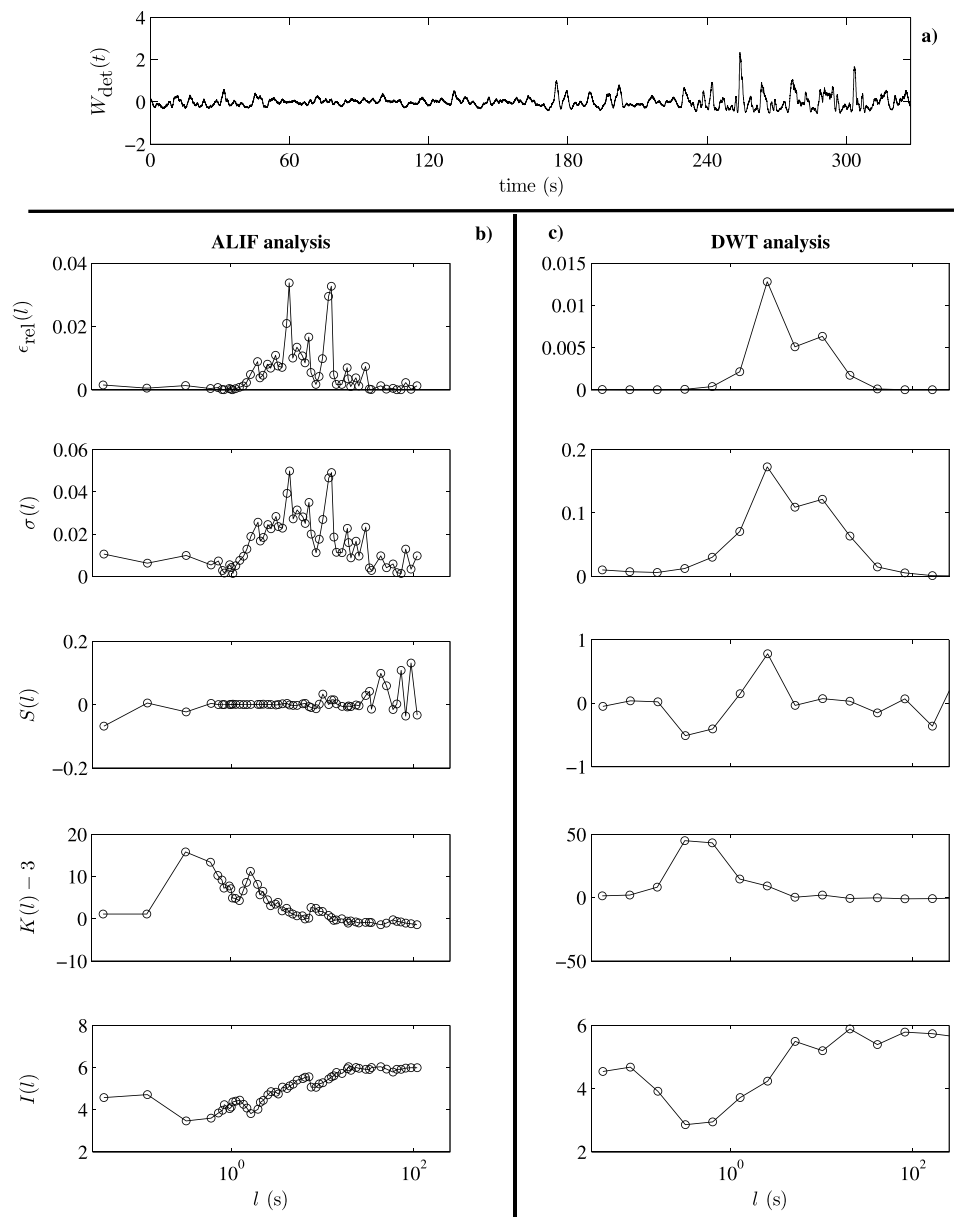 a)
4
2
0
−2
W_det(t)
0 60 120 180 240 300
time (s)
ALIF analysis
b)
0.04
0.02
0
ϵ_rel(l)
0.06
0.04
0.02
0
σ(l)
0.2
0
−0.2
S(l)
20
10
0
−10
K(l) − 3
8
6
4
2
I(l)
10^0 10^2
l (s)
c)
DWT analysis
0.015
0.01
0.005
0
0.2
0.1
0
1
0
−1
50
0
−50
6
4
2
10^0 10^2
l (s)